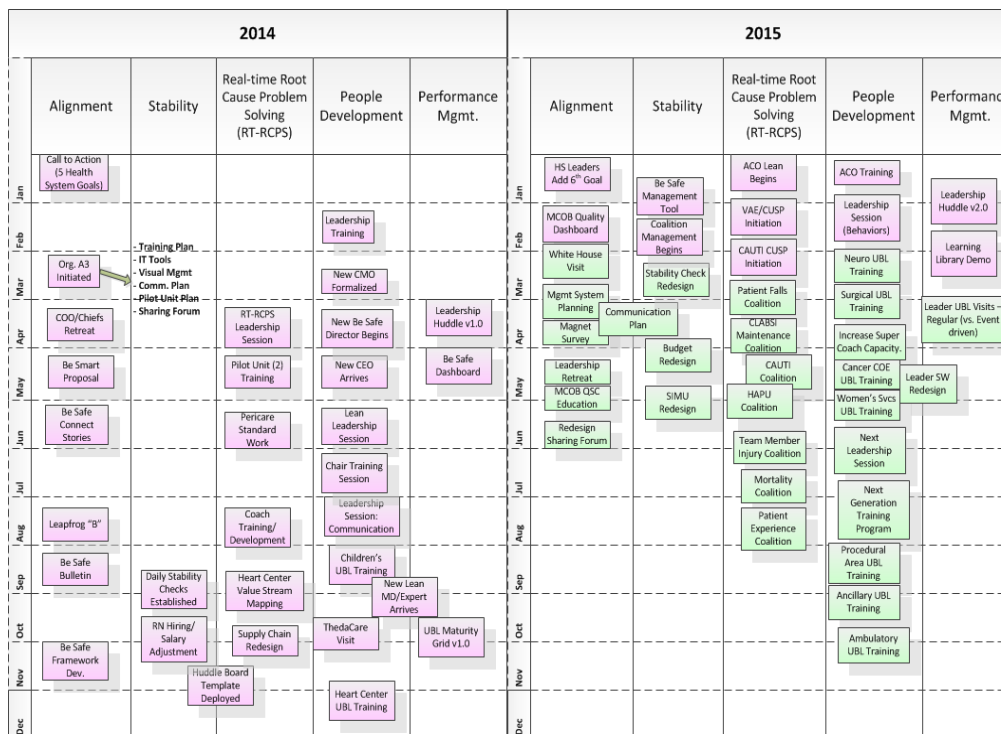 2014
2015
Alignment
Stability
Real-time Root
Cause Problem
Solving
(RT-RCPS)
People
Development
Performance
Mgmt.
Alignment
Stability
Real-time Root
Cause Problem
Solving
(RT-RCPS)
People
Development
Performance
Mgmt.
Jan
Feb
Mar
Apr
May
Jun
Jul
Aug
Sep
Oct
Nov
Dec
Call to Action
(5 Health
System Goals)
Org. A3
Initiated
COO/Chiefs
Retreat
Be Smart
Proposal
Be Safe
Connect
Stories
Leapfrog "B"
Be Safe
Bulletin
Be Safe
Framework
Dev.
- Training Plan
- IT Tools
- Visual Mgmt
- Comm. Plan
- Pilot Unit Plan
- Sharing Forum
Daily Stability
Checks
Established
RN Hiring/
Salary
Adjustment
Huddle Board
Template
Deployed
RT-RCPS
Leadership
Session
Pilot Unit (2)
Training
Pericare
Standard
Work
Coach
Training/
Development
Heart Center
Value Stream
Mapping
Supply Chain
Redesign
Leadership
Training
New CMO
Formalized
New Be Safe
Director Begins
New CEO
Arrives
Lean
Leadership
Session
Chair Training
Session
Leadership
Session:
Communication
Children's
UBL Training
New Lean
MD/Expert
Arrives
ThedaCare
Visit
Heart Center
UBL Training
Leadership
Huddle v1.0
Be Safe
Dashboard
UBL Maturity
Grid v1.0
Jan
Feb
Mar
Apr
May
Jun
Jul
Aug
Sep
Oct
Nov
Dec
HS Leaders
Add 6th Goal
MCOB Quality
Dashboard
White House
Visit
Mgmt System
Planning
Magnet
Survey
Communication
Plan
Leadership
Retreat
MCOB QSC
Education
Redesign
Sharing Forum
Be Safe
Management
Tool
Coalition
Management
Begins
Stability Check
Redesign
Budget
Redesign
SIMU
Redesign
ACO Lean
Begins
VAE/CUSP
Initiation
CAUTI CUSP
Initiation
Patient Falls
Coalition
CLABSI
Maintenance
Coalition
CAUTI
Coalition
HAPU
Coalition
Team Member
Injury Coalition
Mortality
Coalition
Patient
Experience
Coalition
ACO Training
Leadership
Session
(Behaviors)
Neuro UBL
Training
Surgical UBL
Training
Increase Super
Coach Capacity.
Cancer COE
UBL Training
Women's Svcs
UBL Training
Next
Leadership
Session
Next
Generation
Training
Program
Procedural
Area UBL
Training
Ancillary UBL
Training
Ambulatory
UBL Training
Leadership
Huddle v2.0
Learning
Library Demo
Leader UBL Visits –
Regular (vs. Event
driven)
Leader SW
Redesign